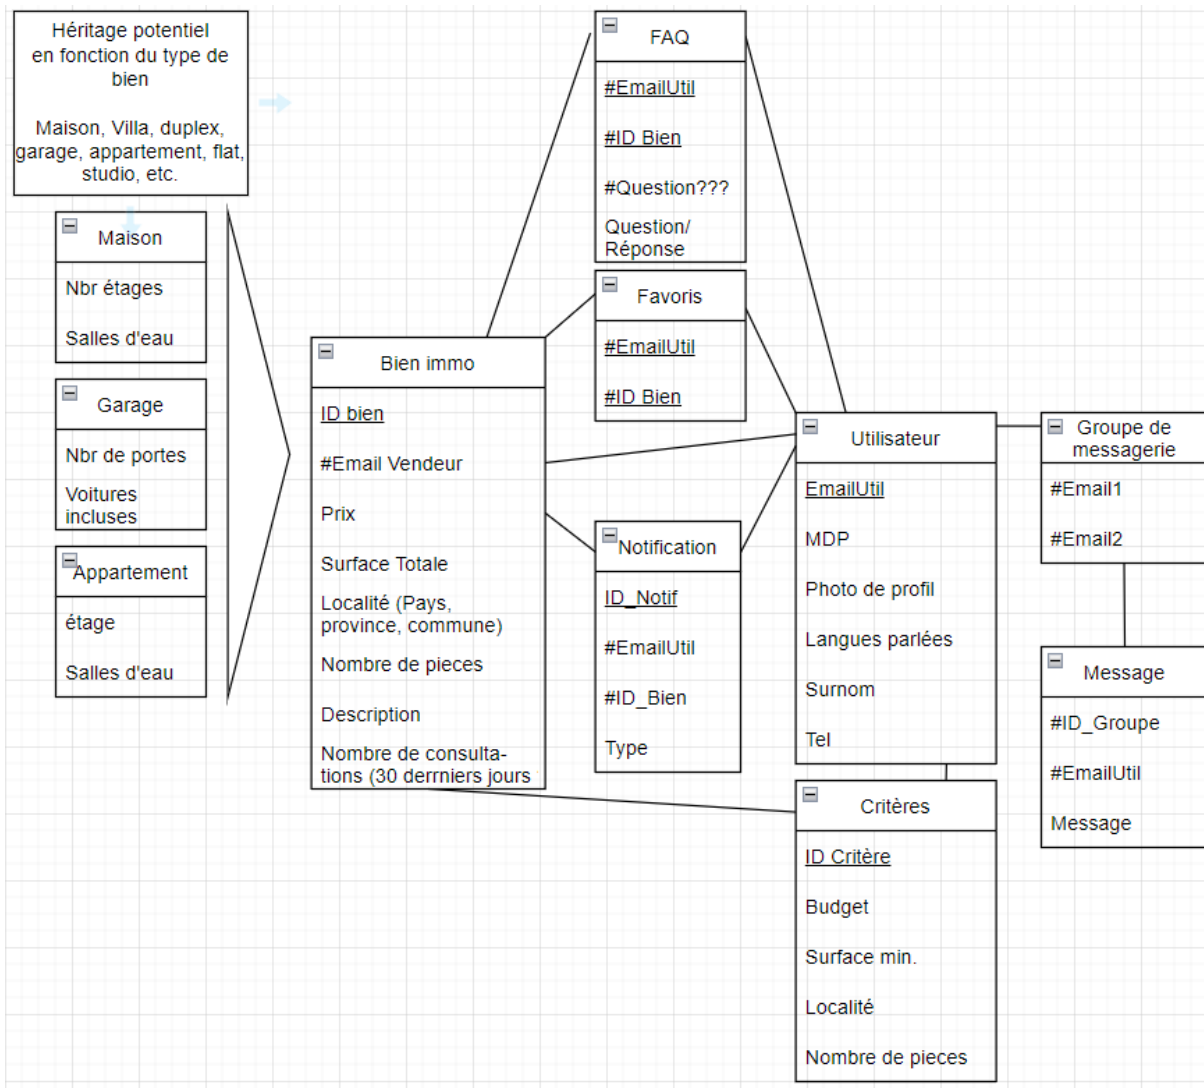 Héritage potentiel
en fonction du type de
bien
Maison, Villa, duplex,
garage, appartement, flat,
studio, etc.
Maison
Nbr étages
Salles d'eau
Garage
Nbr de portes
Voitures
incluses
Appartement
étage
Salles d'eau
Bien immo
ID bien
#Email Vendeur
Prix
Surface Totale
Localité (Pays,
province, commune)
Nombre de pieces
Description
Nombre de consulta-
tions (30 derrniers jours
FAQ
#EmailUtil
#ID Bien
#Question???
Question/
Réponse
Favoris
#EmailUtil
#ID Bien
Notification
ID_Notif
#EmailUtil
#ID_Bien
Type
Utilisateur
EmailUtil
MDP
Photo de profil
Langues parlées
Surnom
Tel
Critères
ID Critère
Budget
Surface min.
Localité
Nombre de pieces
Groupe de
messagerie
#Email1
#Email2
Message
#ID_Groupe
#EmailUtil
Message